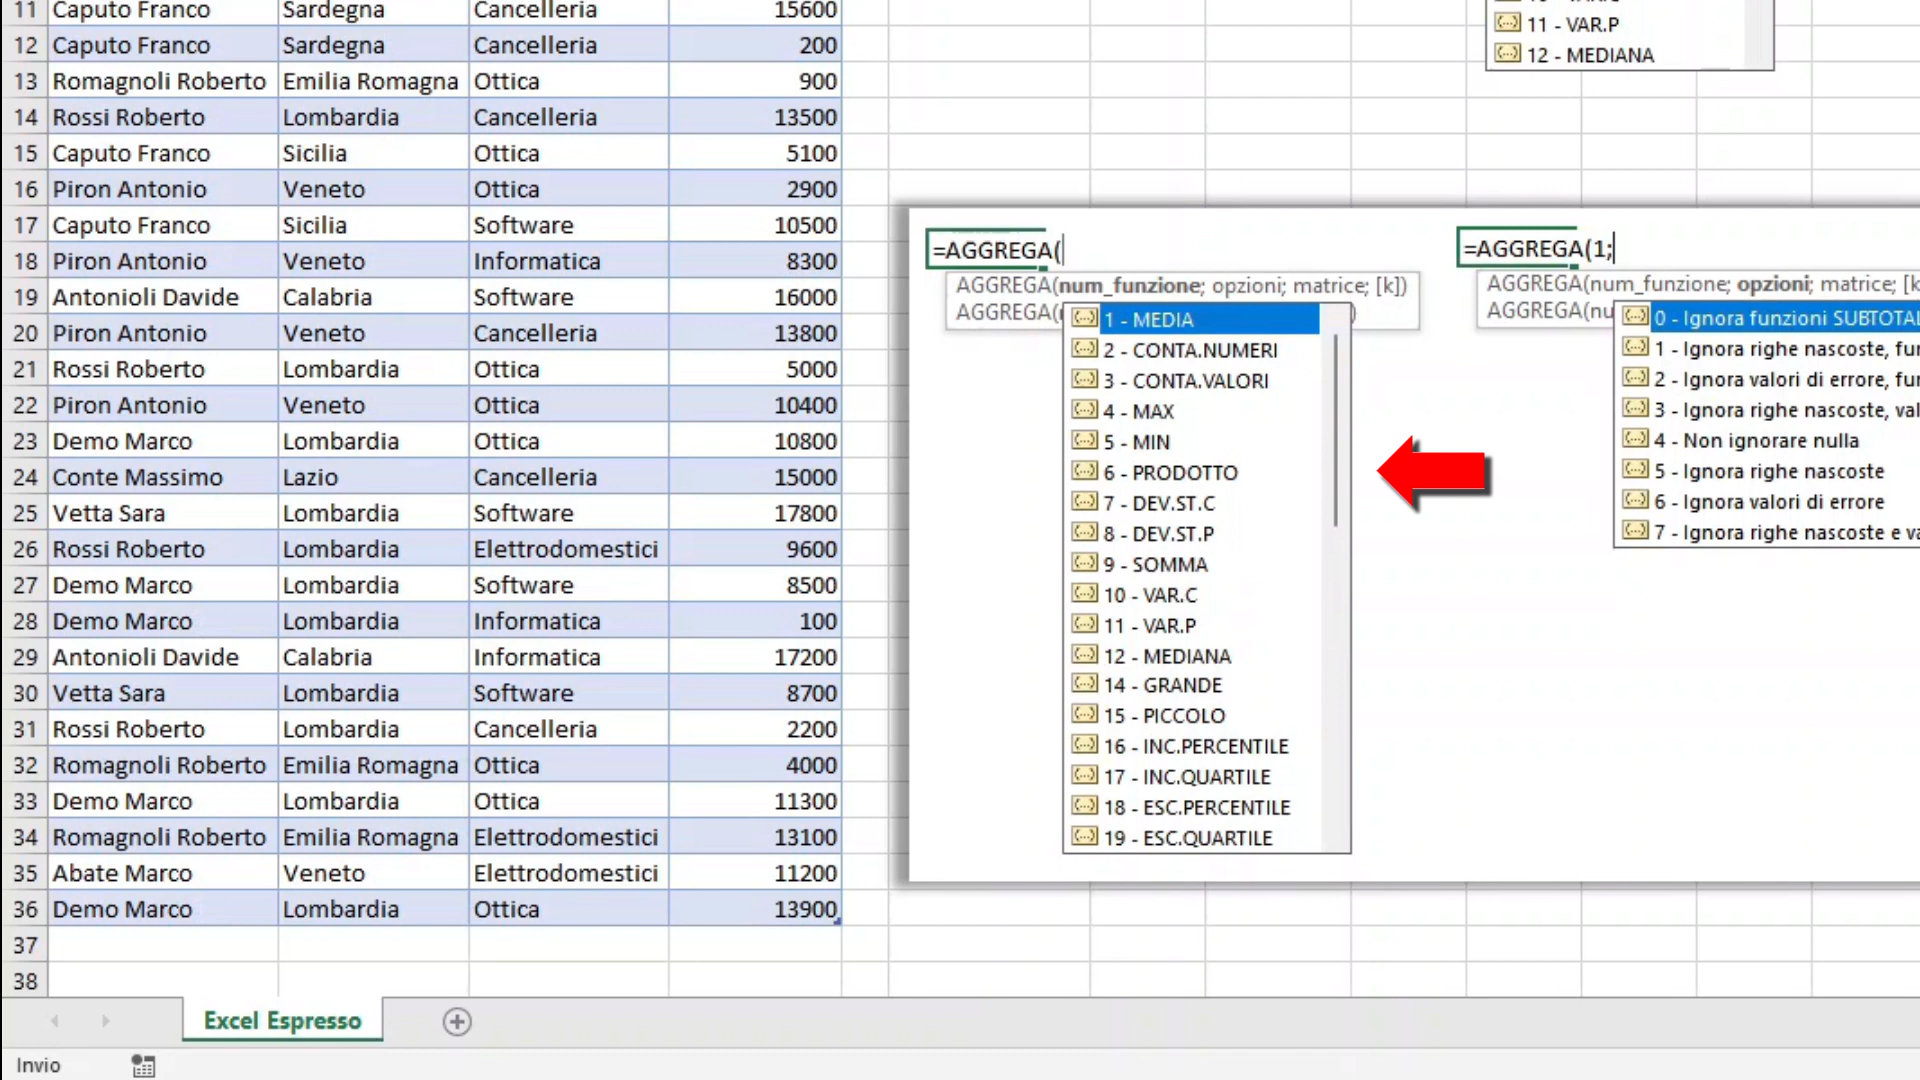 11 Caputo Franco Sardegna Cancelleria 15600
12 Caputo Franco Sardegna Cancelleria 200
13 Romagnoli Roberto Emilia Romagna Ottica 900
14 Rossi Roberto Lombardia Cancelleria 13500
15 Caputo Franco Sicilia Ottica 5100
16 Piron Antonio Veneto Ottica 2900
17 Caputo Franco Sicilia Software 10500
18 Piron Antonio Veneto Informatica 8300
19 Antonioli Davide Calabria Software 16000
20 Piron Antonio Veneto Cancelleria 13800
21 Rossi Roberto Lombardia Ottica 5000
22 Piron Antonio Veneto Ottica 10400
23 Demo Marco Lombardia Ottica 10800
24 Conte Massimo Lazio Cancelleria 15000
25 Vetta Sara Lombardia Software 17800
26 Rossi Roberto Lombardia Elettrodomestici 9600
27 Demo Marco Lombardia Software 8500
28 Demo Marco Lombardia Informatica 100
29 Antonioli Davide Calabria Informatica 17200
30 Vetta Sara Lombardia Software 8700
31 Rossi Roberto Lombardia Cancelleria 2200
32 Romagnoli Roberto Emilia Romagna Ottica 4000
33 Demo Marco Lombardia Ottica 11300
34 Romagnoli Roberto Emilia Romagna Elettrodomestici 13100
35 Abate Marco Veneto Elettrodomestici 11200
36 Demo Marco Lombardia Ottica 13900
37
38
11 - VAR.P
12 - MEDIANA
=AGGREGA(
AGGREGA(num_funzione; opzioni; matrice; [k])
AGGREGA( )
1 - MEDIA
2 - CONTA.NUMERI
3 - CONTA.VALORI
4 - MAX
5 - MIN
6 - PRODOTTO
7 - DEV.ST.C
8 - DEV.ST.P
9 - SOMMA
10 - VAR.C
11 - VAR.P
12 - MEDIANA
14 - GRANDE
15 - PICCOLO
16 - INC.PERCENTILE
17 - INC.QUARTILE
18 - ESC.PERCENTILE
19 - ESC.QUARTILE
=AGGREGA(1;
AGGREGA(num_funzione; opzioni; matrice; [k
AGGREGA(nu
0 - Ignora funzioni SUBTOTAL
1 - Ignora righe nascoste, fu
2 - Ignora valori di errore, fu
3 - Ignora righe nascoste, val
4 - Non ignorare nulla
5 - Ignora righe nascoste
6 - Ignora valori di errore
7 - Ignora righe nascoste e va
Excel Espresso
Invio